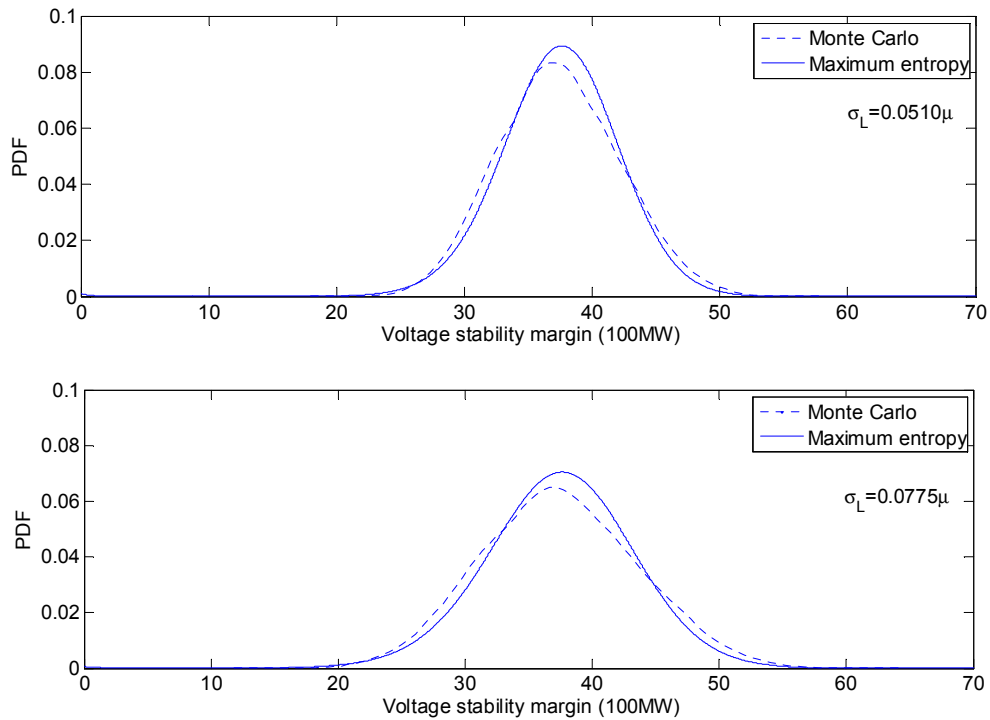 0.1
0.08
0.06
0.04
0.02
0
PDF
Monte Carlo
Maximum entropy
σL=0.0510μ
0 10 20 30 40 50 60 70
Voltage stability margin (100MW)
0.1
0.08
0.06
0.04
0.02
0
PDF
Monte Carlo
Maximum entropy
σL=0.0775μ
0 10 20 30 40 50 60 70
Voltage stability margin (100MW)